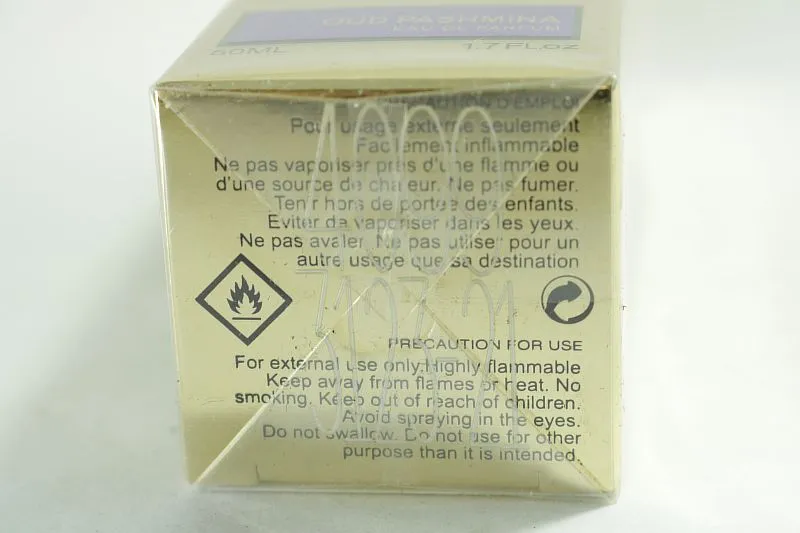 OUD PASHMINA
EAU DE PARFUM
50ML 1.7 FL.oz
PRECAUTION D'EMPLOI
Pour usage externe seulement
Facilement inflammable
Ne pas vaporiser près d'une flamme ou
d'une source de chaleur. Ne pas fumer.
Tenir hors de portée des enfants.
Eviter de vaporiser dans les yeux.
Ne pas avaler. Ne pas utiliser pour un
autre usage que sa destination
PRECAUTION FOR USE
For external use only. Highly flammable
Keep away from flames or heat. No
smoking. Keep out of reach of children.
Avoid spraying in the eyes.
Do not swallow. Do not use for other
purpose than it is intended.